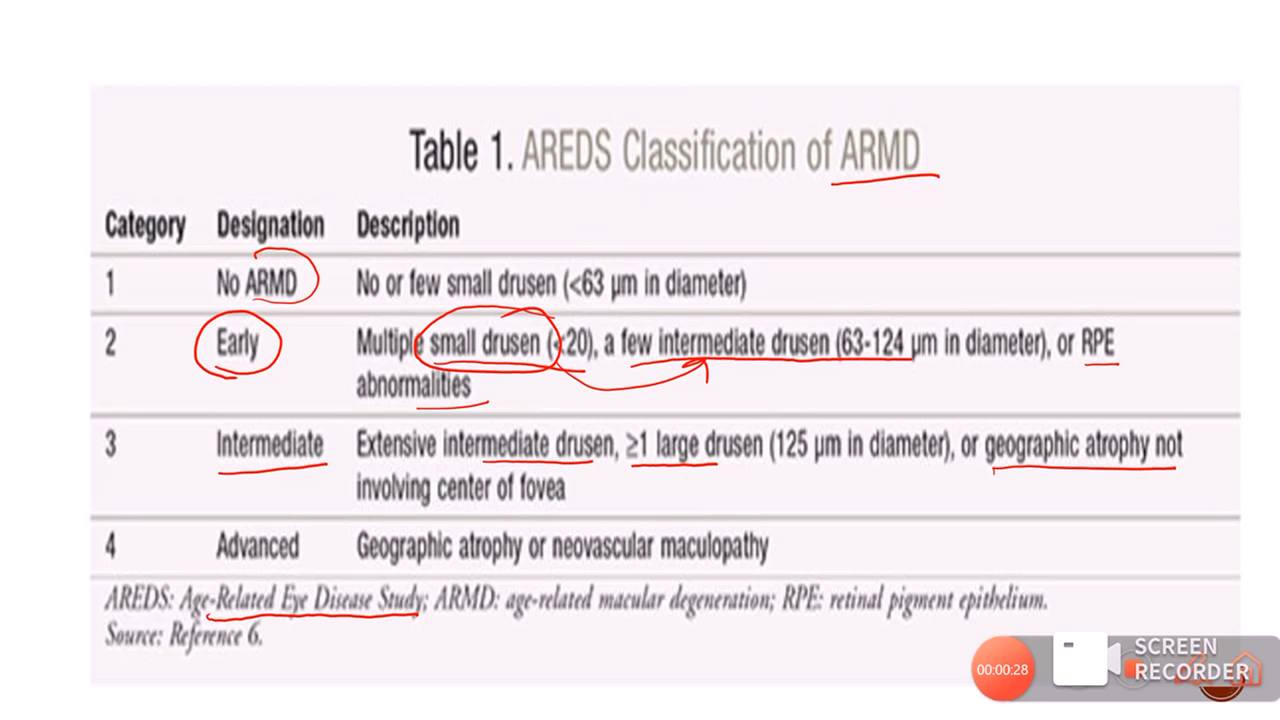 Table 1. AREDS Classification of ARMD
Category Designation Description
1 No ARMD No or few small drusen (<63 µm in diameter)
2 Early Multiple small drusen (<20), a few intermediate drusen (63-124 µm in diameter), or RPE
abnormalities
3 Intermediate Extensive intermediate drusen, ≥1 large drusen (125 µm in diameter), or geographic atrophy not
involving center of fovea
4 Advanced Geographic atrophy or neovascular maculopathy
AREDS: Age-Related Eye Disease Study; ARMD: age-related macular degeneration; RPE: retinal pigment epithelium.
Source: Reference 6.
00:00:28
SCREEN
RECORDER